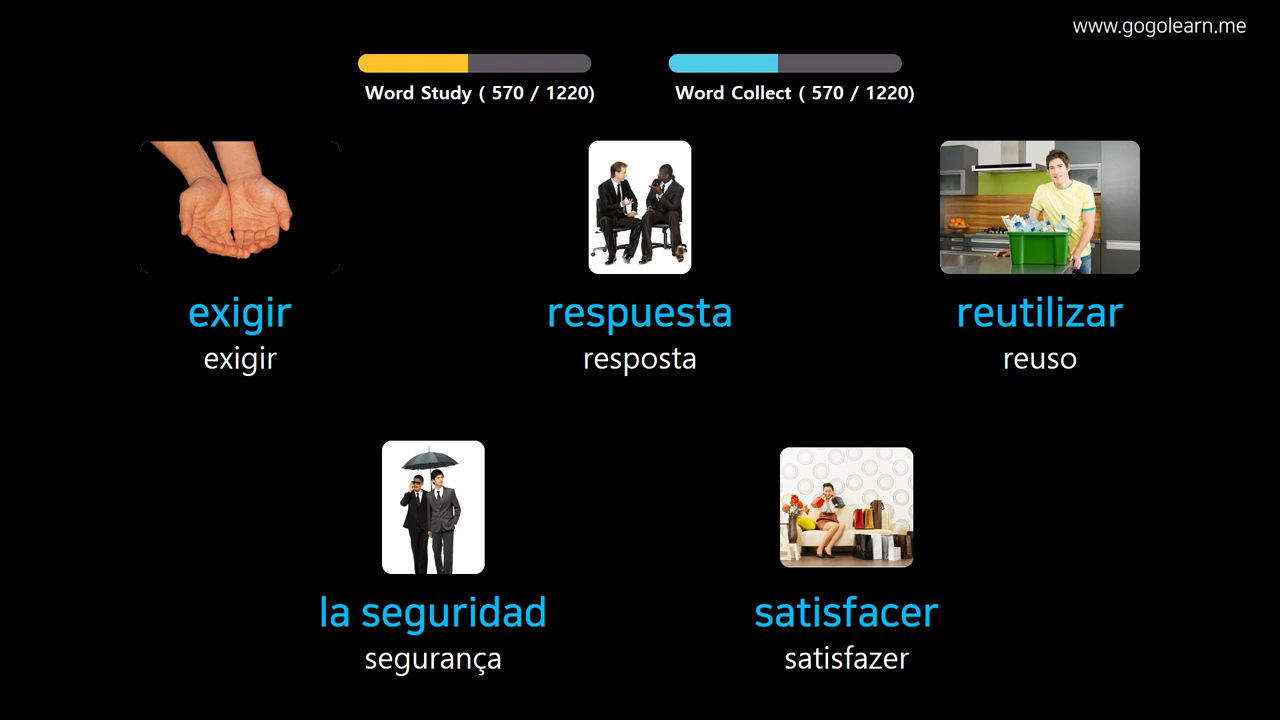 www.gogolearn.me
Word Study ( 570 / 1220)
Word Collect ( 570 / 1220)
exigir
exigir
respuesta
resposta
reutilizar
reuso
la seguridad
segurança
satisfacer
satisfazer